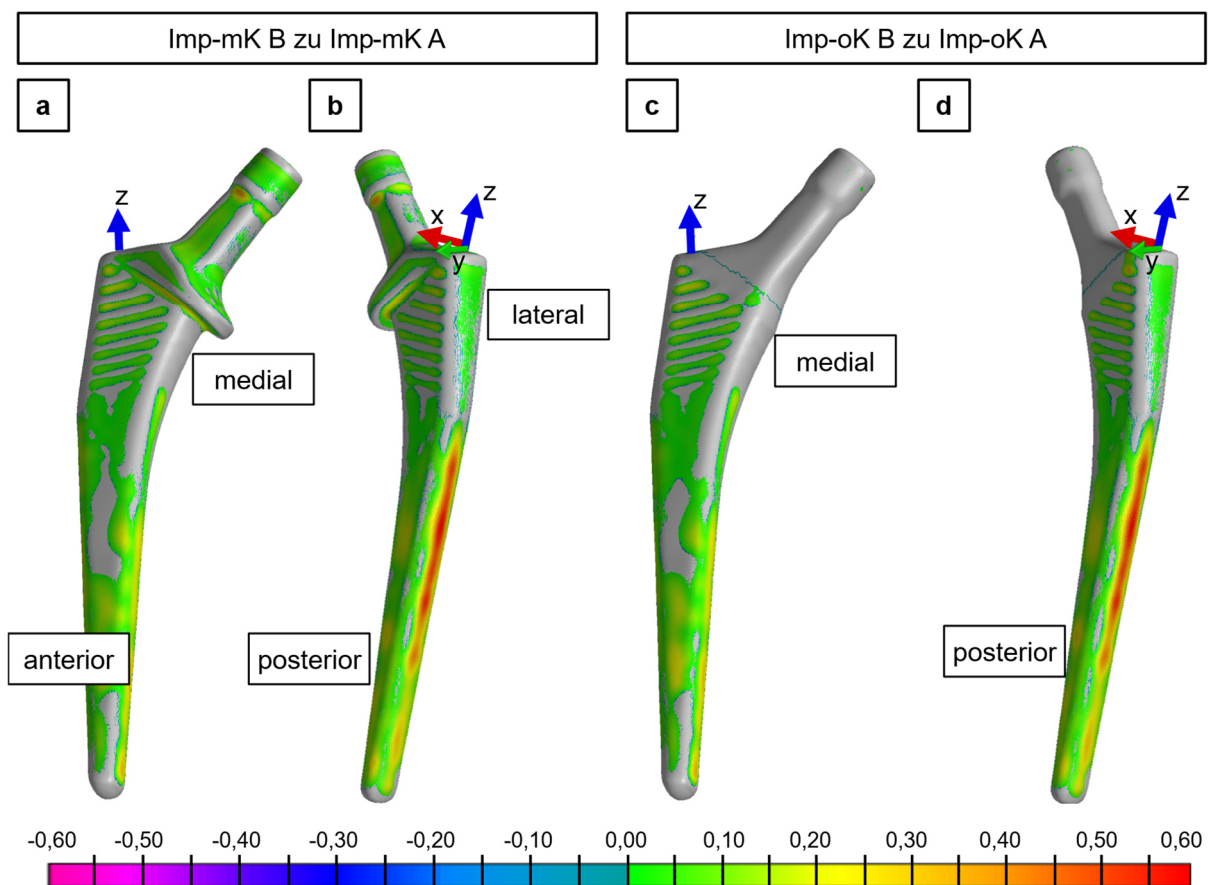 Imp-mK B zu Imp-mK A
Imp-oK B zu Imp-oK A
a
b
c
d
z
x
z
y
z
x
z
y
lateral
medial
medial
anterior
posterior
posterior
-0,60 -0,50 -0,40 -0,30 -0,20 -0,10 0,00 0,10 0,20 0,30 0,40 0,50 0,60